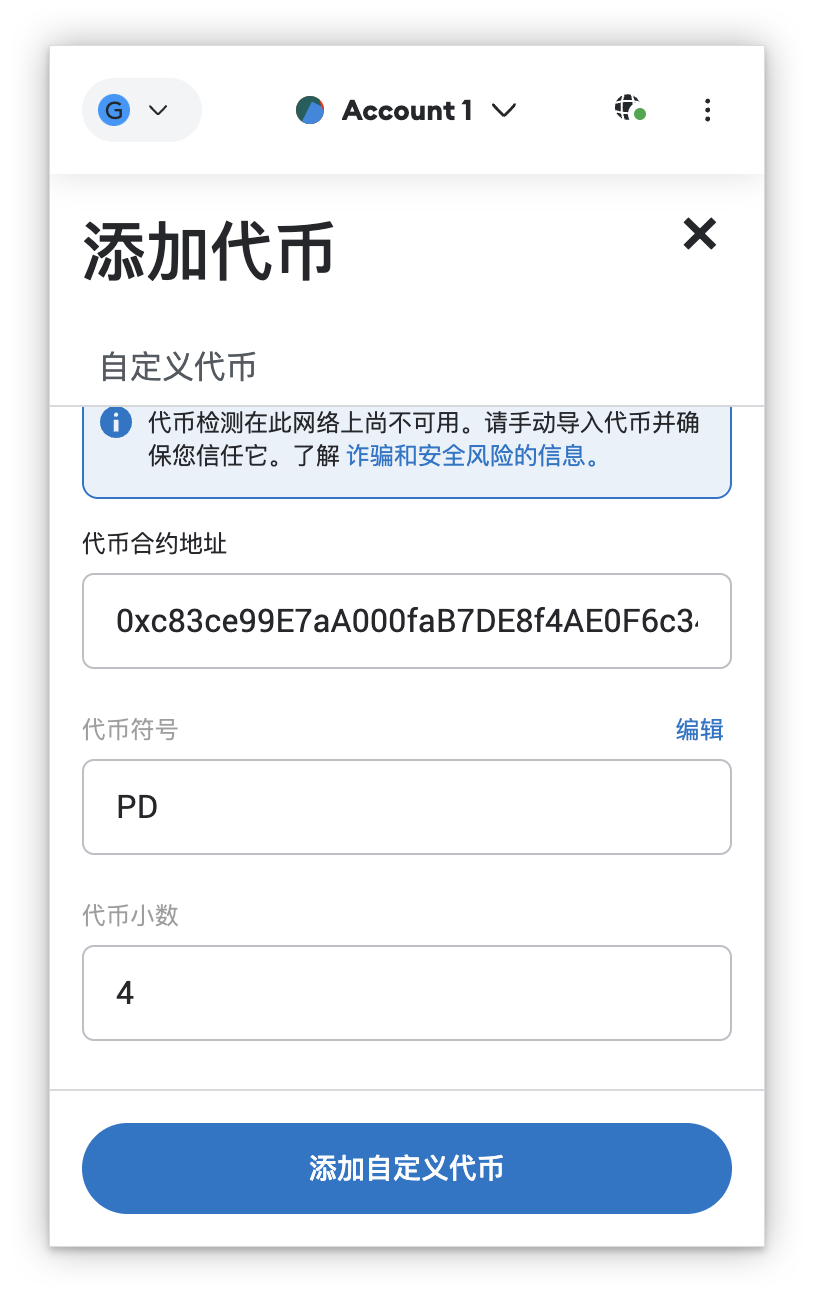 G
Account 1
添加代币
自定义代币
代币检测在此网络上尚不可用。请手动导入代币并确
保您信任它。了解 诈骗和安全风险的信息。
代币合约地址
0xc83ce99E7aA000faB7DE8f4AE0F6c3
代币符号
编辑
PD
代币小数
4
添加自定义代币